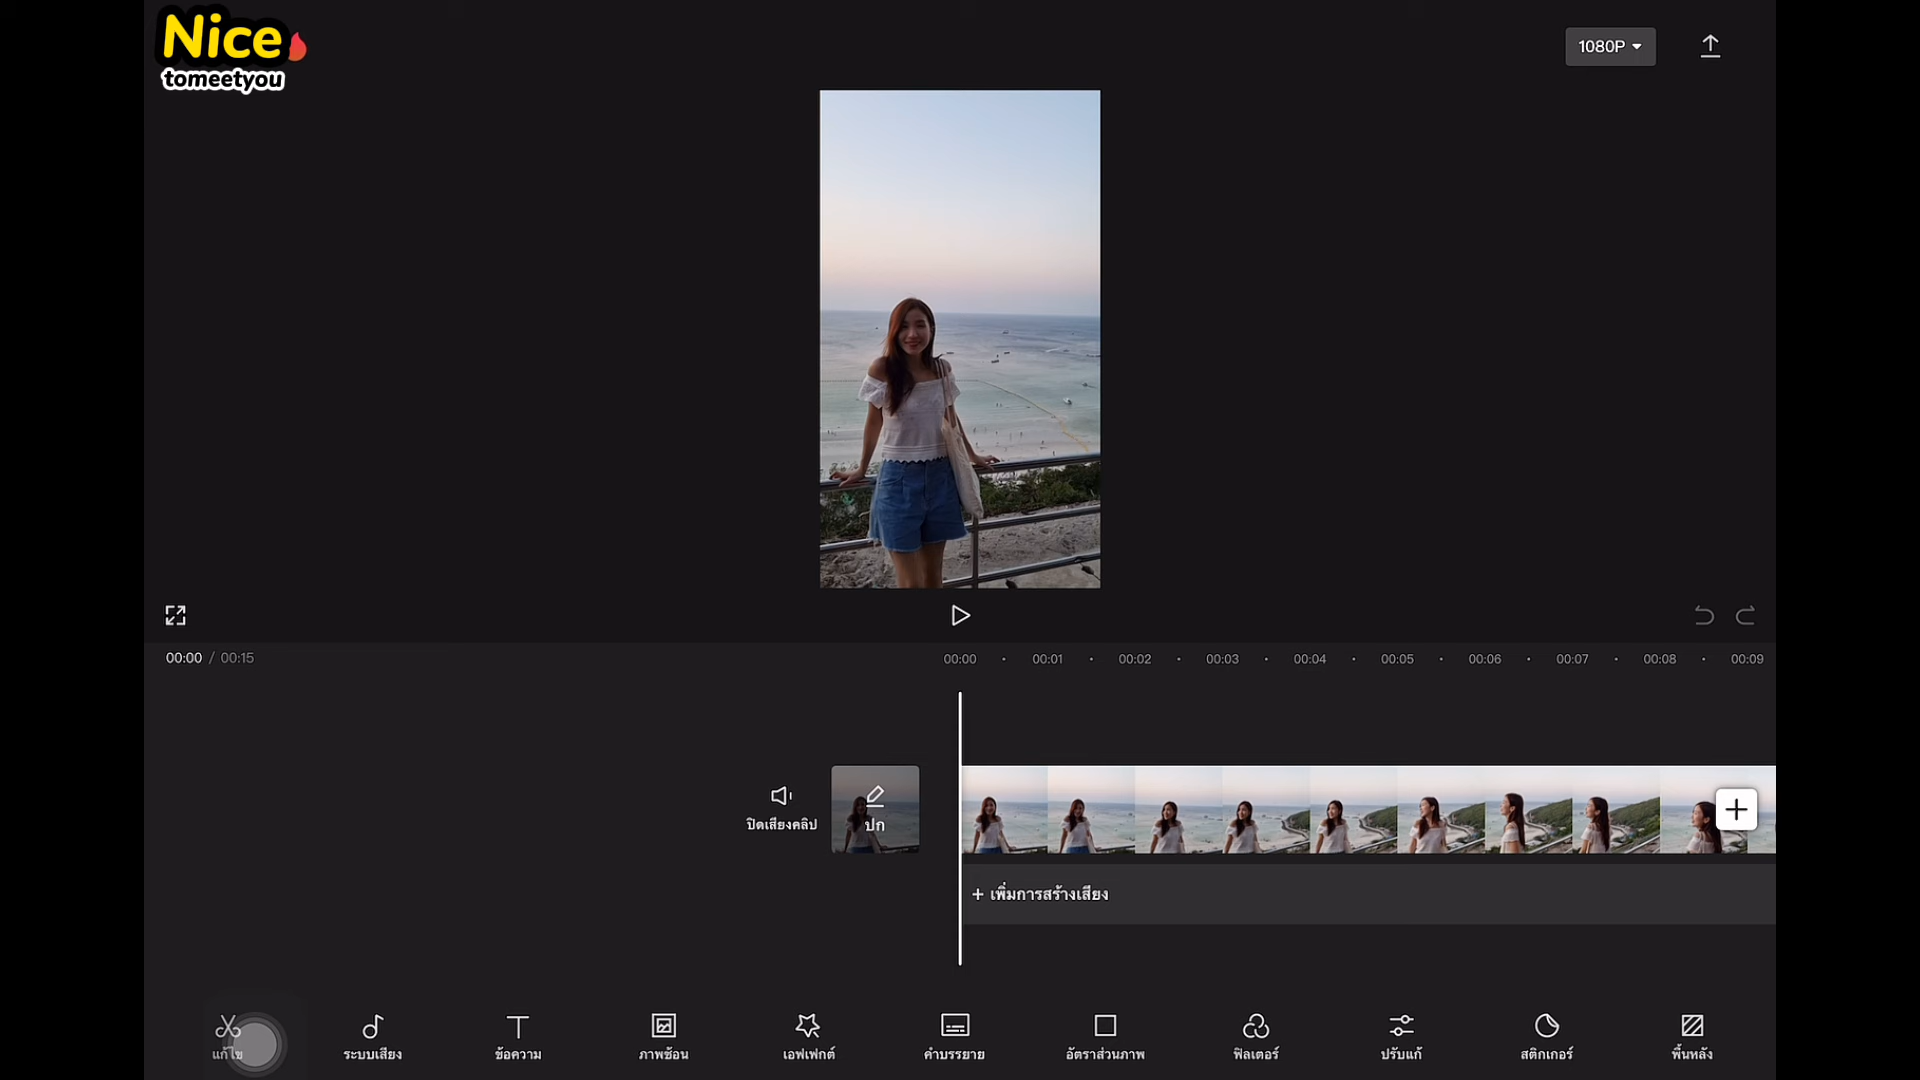 Nice
tomeetyou
1080P
00:00 / 00:15
00:00 00:01 00:02 00:03 00:04 00:05 00:06 00:07 00:08 00:09
ปิดเสียงคลิป
ปก
+ เพิ่มการสร้างเสียง
แก้ไข
ระบบเสียง
ข้อความ
ภาพซ้อน
เอฟเฟกต์
คำบรรยาย
อัตราส่วนภาพ
ฟิลเตอร์
ปรับแก้
สติกเกอร์
พื้นหลัง